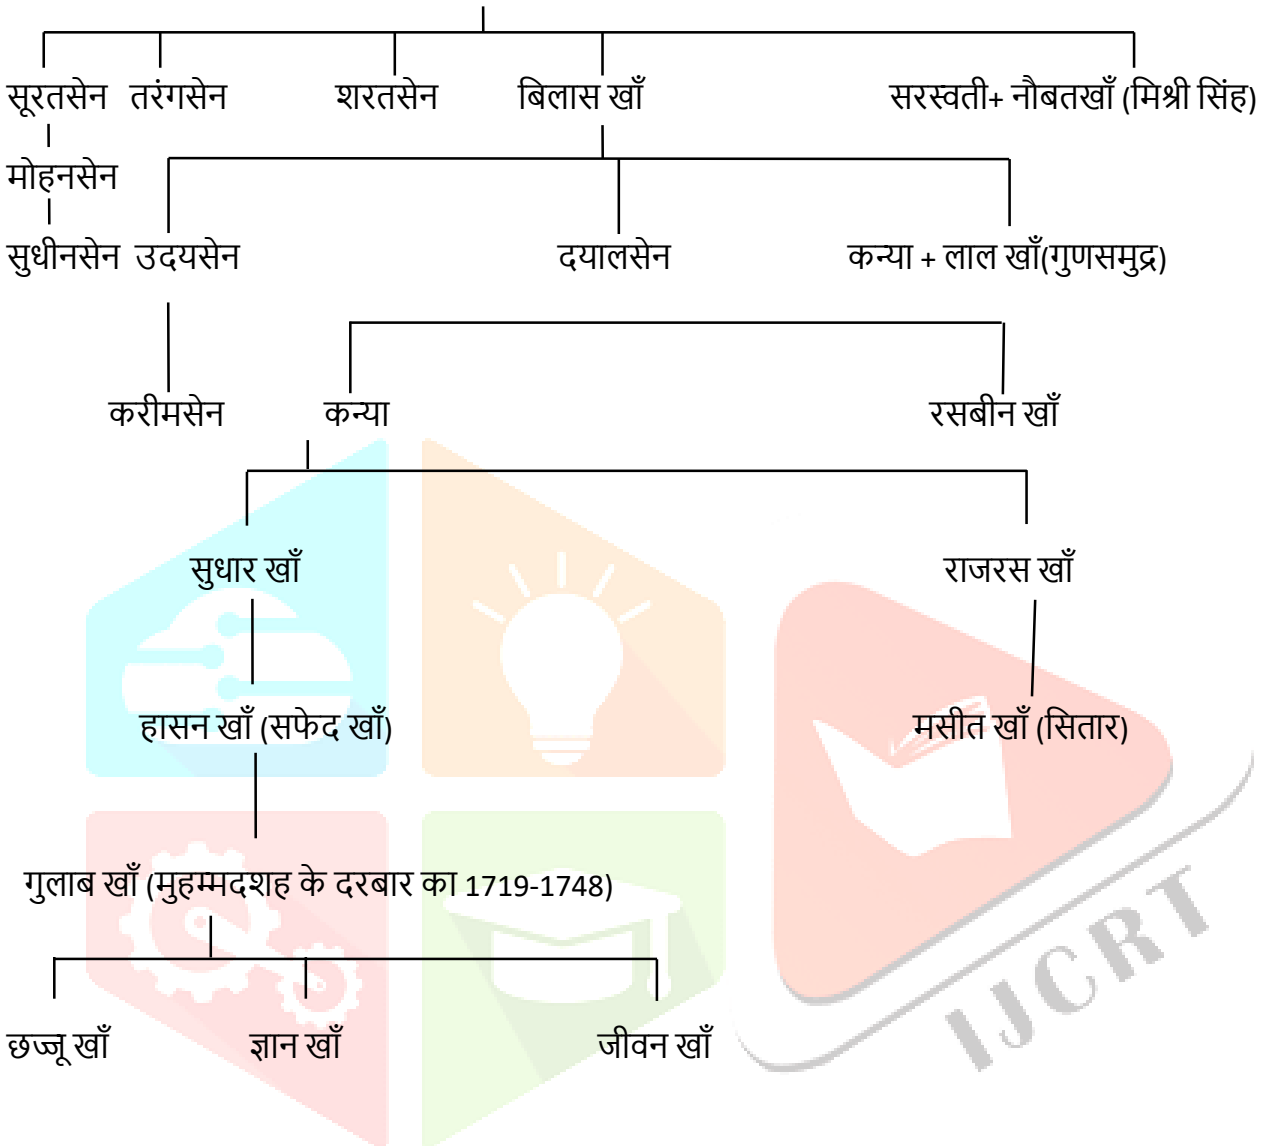 सूरतसेन तरंगसेन शरतसेन बिलास खाँ सरस्वती+ नौबतखाँ (मिश्री सिंह)
मोहनसेन
सुधीनसेन उदयसेन दयालसेन कन्या + लाल खाँ(गुणसमुद्र)
करीमसेन कन्या रसबीन खाँ
सुधार खाँ राजरस खाँ
हासन खाँ (सफेद खाँ) मसीत खाँ (सितार)
गुलाब खाँ (मुहम्मदशह के दरबार का 1719-1748)
छज्जू खाँ ज्ञान खाँ जीवन खाँ
IJCRT